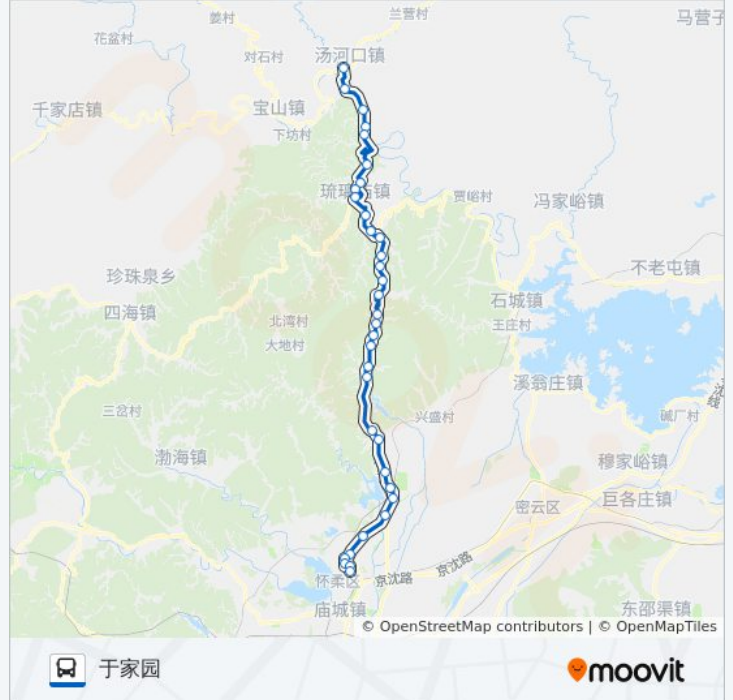 姜村
兰营村
马营子
花盆村
对石村
汤河口镇
千家店镇
宝山镇
下坊村
琉璃庙镇
贾峪村
冯家峪镇
珍珠泉乡
不老屯镇
四海镇
石城镇
北湾村
王庄村
大地村
溪翁庄镇
沈
线
三岔村
兴盛村
碱厂村
渤海镇
穆家峪镇
密云区
巨各庄镇
京沈路
京沈路
怀柔区
庙城镇
东邵渠镇
© OpenStreetMap contributors | © OpenMapTiles
于家园
moovit